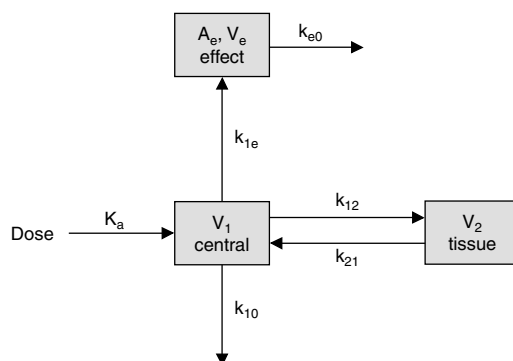 A_e, V_e
effect
k_e0
k_1e
Dose
K_a
V_1
central
k_12
k_21
V_2
tissue
k_10